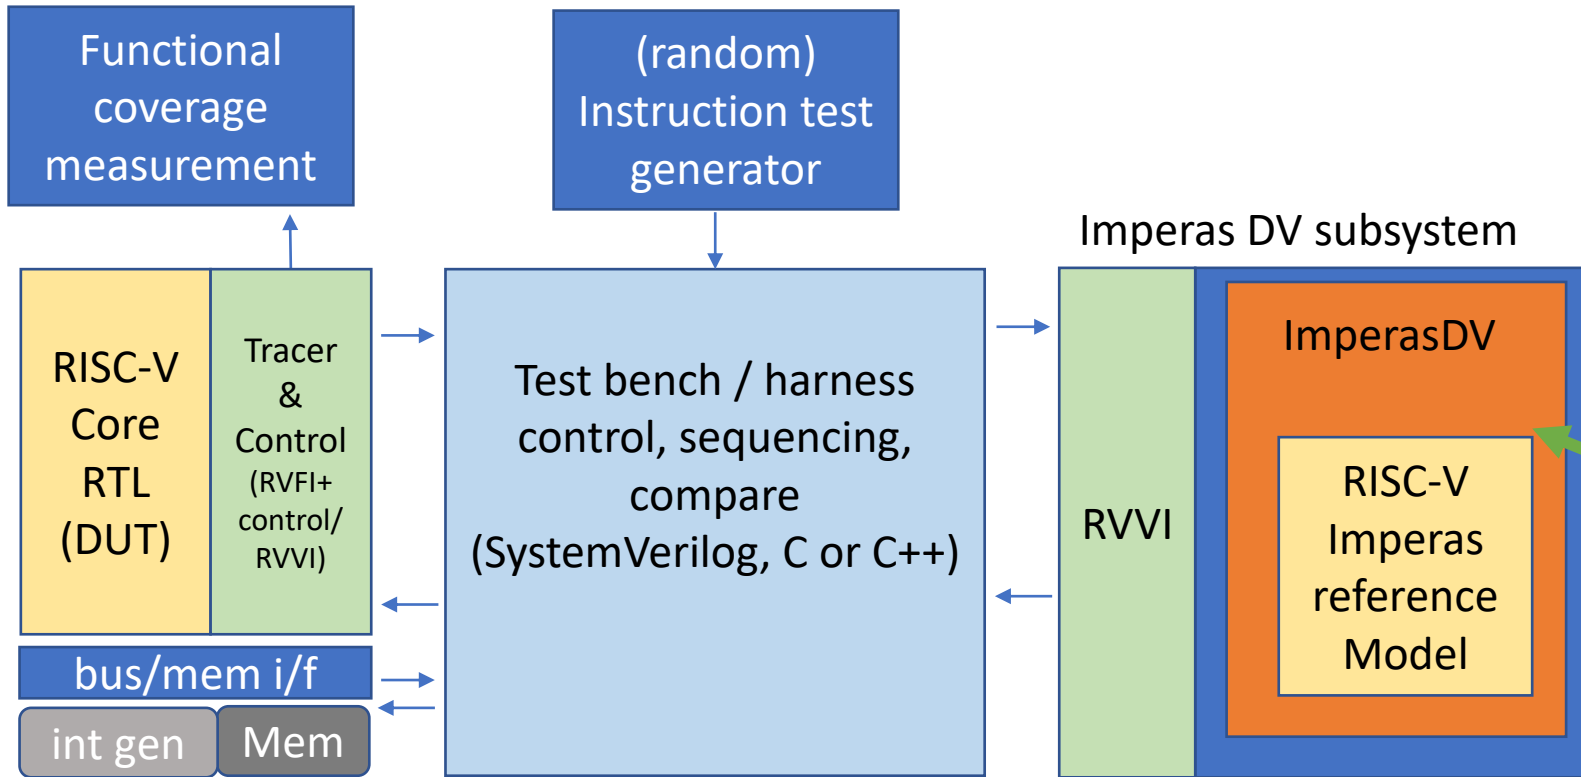 Functional
coverage
measurement
(random)
Instruction test
generator
Imperas DV subsystem
RISC-V
Core
RTL
(DUT)
Tracer
&
Control
(RVFI+
control/
RVVI)
Test bench / harness
control, sequencing,
compare
(SystemVerilog, C or C++)
RVVI
ImperasDV
RISC-V
Imperas
reference
Model
bus/mem i/f
int gen
Mem